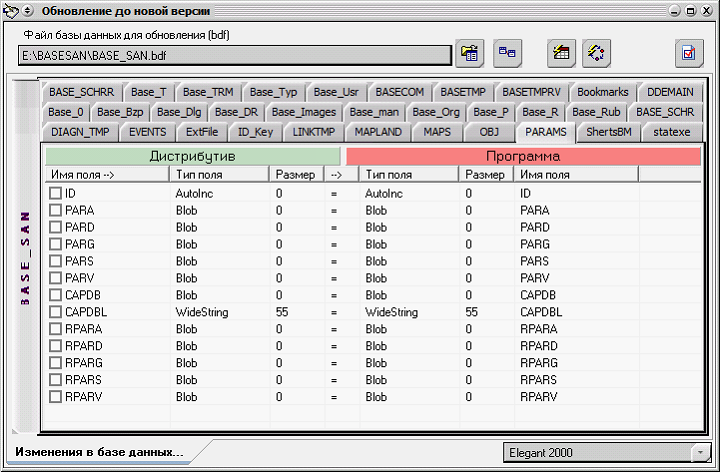 Обновление до новой версии
Файл базы данных для обновления (bdf)
E:\BASESAN\BASE_SAN.bdf
BASE_SCHRR Base_T Base_TRM Base_Typ Base_Usr BASECOM BASETMP BASETMPRV Bookmarks DDEMAIN
Base_0 Base_Bzp Base_Dlg Base_DR Base_Images Base_man Base_Org Base_P Base_R Base_Rub BASE_SCHR
DIAGN_TMP EVENTS ExtFile ID_Key LINKTMP MAPLAND MAPS OBJ PARAMS ShertsBM statexe
BASE_SAN
Дистрибутив Программа
Имя поля --> Тип поля Размер --> Тип поля Размер Имя поля
ID AutoInc 0 = AutoInc 0 ID
PARA Blob 0 = Blob 0 PARA
PARD Blob 0 = Blob 0 PARD
PARG Blob 0 = Blob 0 PARG
PARS Blob 0 = Blob 0 PARS
PARV Blob 0 = Blob 0 PARV
CAPDB Blob 0 = Blob 0 CAPDB
CAPDBL WideString 55 = WideString 55 CAPDBL
RPARA Blob 0 = Blob 0 RPARA
RPARD Blob 0 = Blob 0 RPARD
RPARG Blob 0 = Blob 0 RPARG
RPARS Blob 0 = Blob 0 RPARS
RPARV Blob 0 = Blob 0 RPARV
Изменения в базе данных...
Elegant 2000